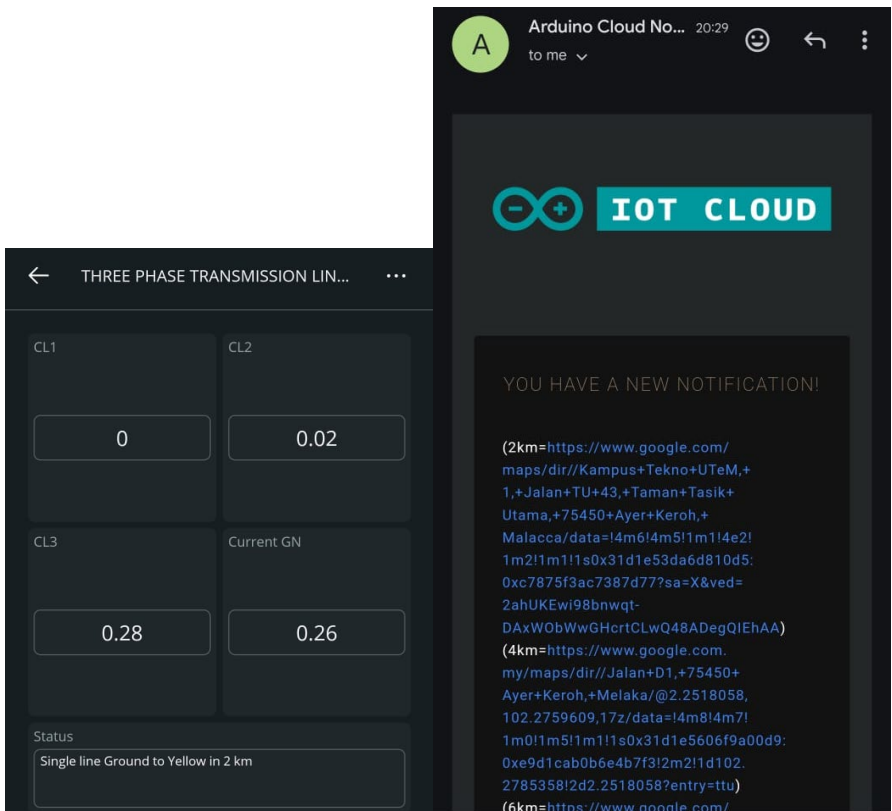 THREE PHASE TRANSMISSION LIN...
CL1
CL2
0
0.02
CL3
Current GN
0.28
0.26
Status
Single line Ground to Yellow in 2 km
A
Arduino Cloud No... 20:29
to me
IOT CLOUD
YOU HAVE A NEW NOTIFICATION!
(2km=https://www.google.com/
maps/dir//Kampus+Tekno+UTeM,+
1,+Jalan+TU+43,+Taman+Tasik+
Utama,+75450+Ayer+Keroh,+
Malacca/data=!4m6!4m5!1m1!4e2!
1m2!1m1!1s0x31d1e53da6d810d5:
0xc7875f3ac7387d77?sa=X&ved=
2ahUKEwi98bnwqt-
DAxWObWwGHcrtCLwQ48ADegQIEhAA)
(4km=https://www.google.com.
my/maps/dir//Jalan+D1,+75450+
Ayer+Keroh,+Melaka/@2.2518058,
102.2759609,17z/data=!4m8!4m7!
1m0!1m5!1m1!1s0x31d1e5606f9a00d9:
0xe9d1cab0b6e4b7f3!2m2!1d102.
2785358!2d2.2518058?entry=ttu)
(6km=https://www.google.com/